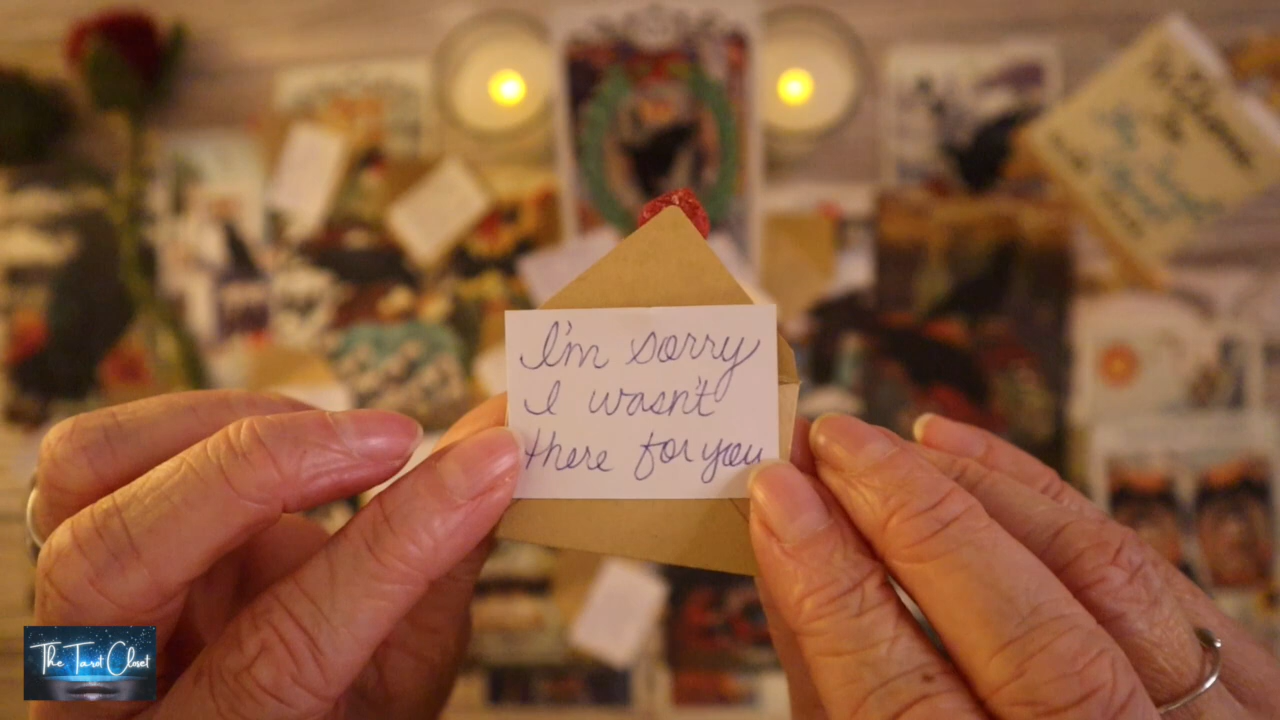 I'm sorry
I wasn't
there for you
The Tarot Closet